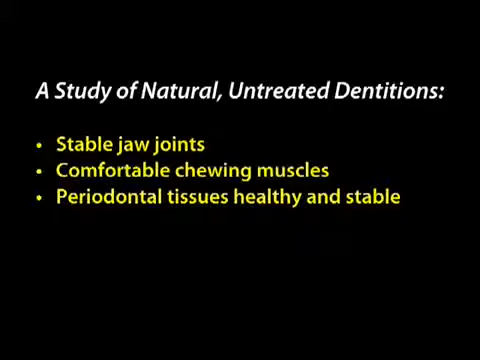 A Study of Natural, Untreated Dentitions:
• Stable jaw joints
• Comfortable chewing muscles
• Periodontal tissues healthy and stable